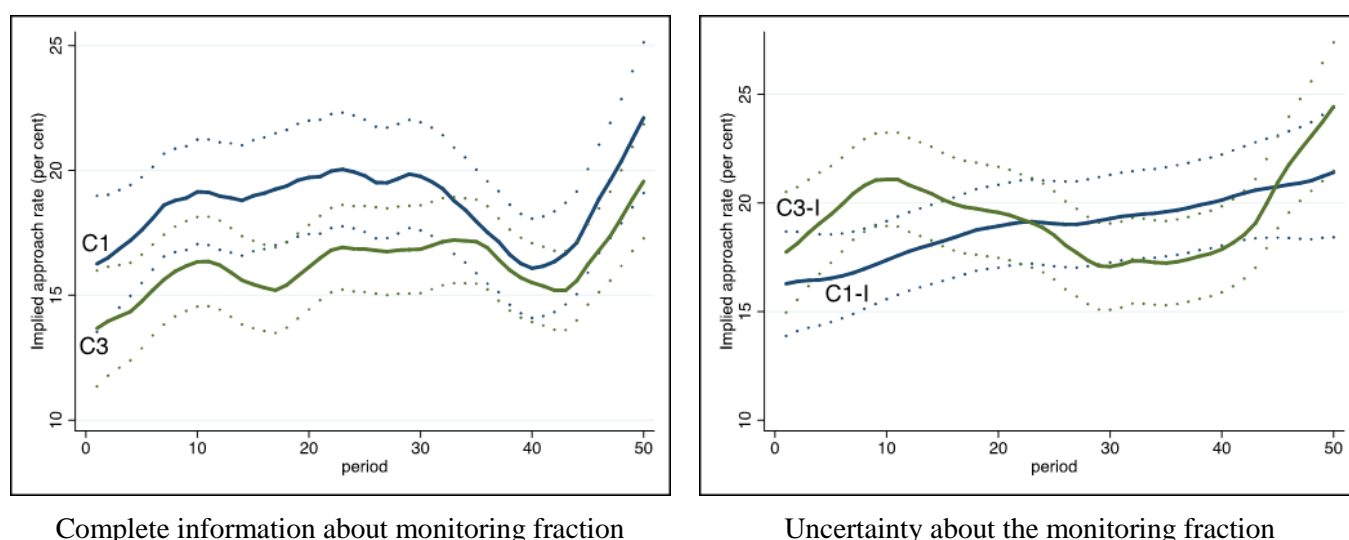 Implied approach rate (per cent)
25
20
15
10
C1
C3
0 10 20 30 40 50
period
Complete information about monitoring fraction
Implied approach rate (per cent)
25
20
15
10
C3-I
C1-I
0 10 20 30 40 50
period
Uncertainty about the monitoring fraction